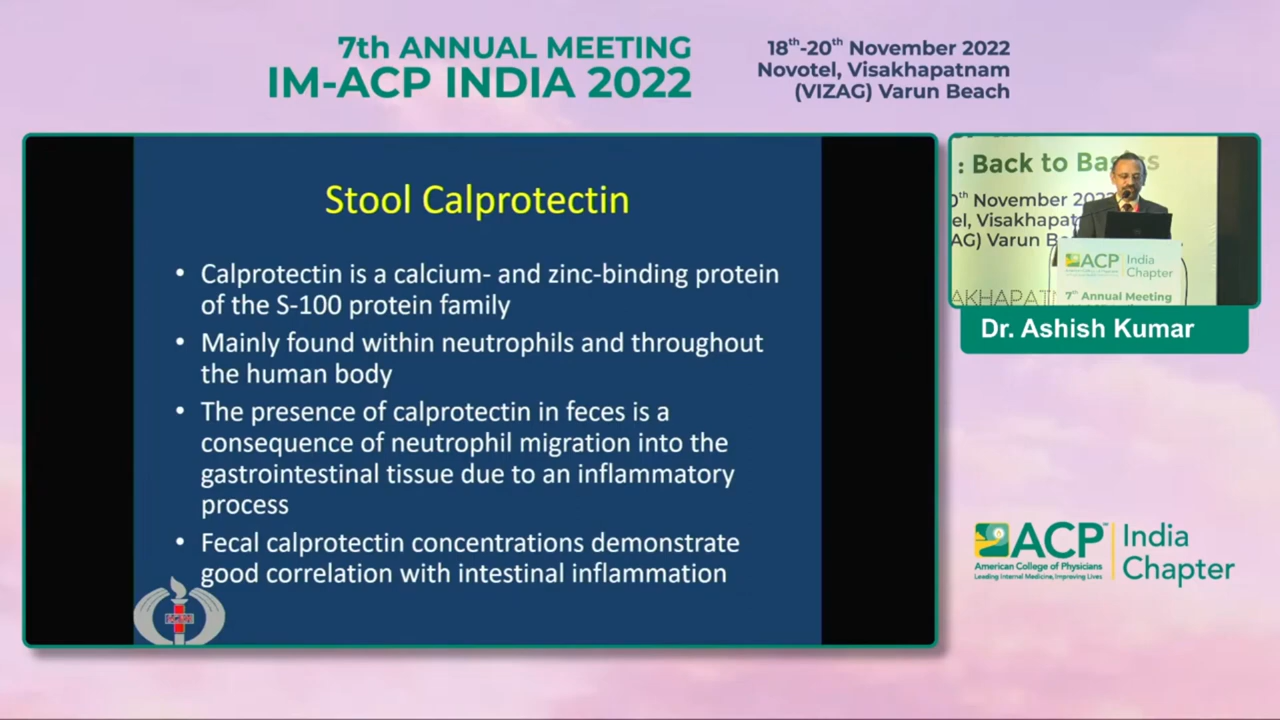 7th ANNUAL MEETING
IM-ACP INDIA 2022
18th-20th November 2022
Novotel, Visakhapatnam
(VIZAG) Varun Beach
Stool Calprotectin
• Calprotectin is a calcium- and zinc-binding protein
of the S-100 protein family
• Mainly found within neutrophils and throughout
the human body
• The presence of calprotectin in feces is a
consequence of neutrophil migration into the
gastrointestinal tissue due to an inflammatory
process
• Fecal calprotectin concentrations demonstrate
good correlation with intestinal inflammation
: Back to Basics
November 2022
Varun
ACP India
Chapter
7th Annual Meeting
Dr. Ashish Kumar
ACP India
Chapter
American College of Physicians
Leading Internal Medicine, Improving Lives